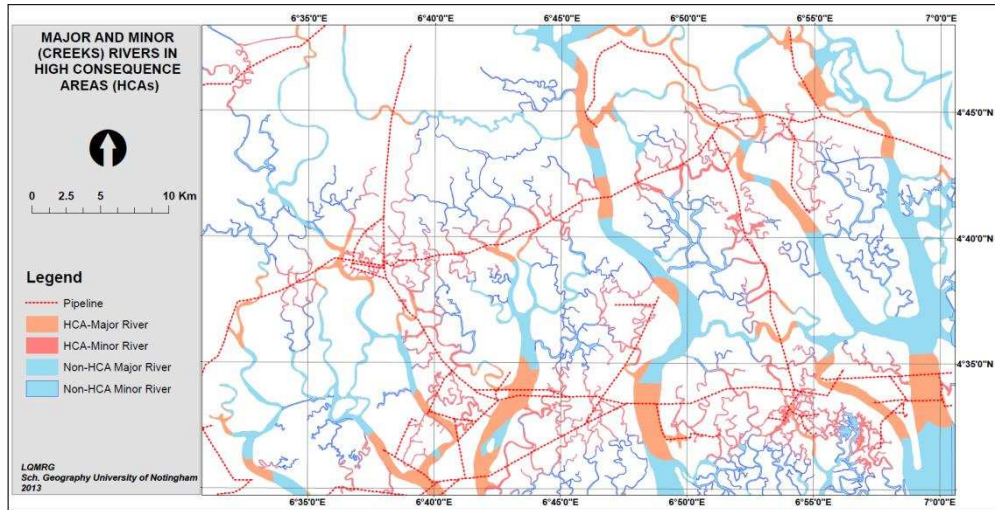 MAJOR AND MINOR
(CREEKS) RIVERS IN
HIGH CONSEQUENCE
AREAS (HCAs)
0 2.5 5 10 Km
Legend
Pipeline
HCA-Major River
HCA-Minor River
Non-HCA Major River
Non-HCA Minor River
LQMRG
Sch. Geography University of Notingham
2013
6°35'0"E 6°40'0"E 6°45'0"E 6°50'0"E 6°55'0"E 7°0'0"E
4°45'0"N
4°40'0"N
4°35'0"N
6°35'0"E 6°40'0"E 6°45'0"E 6°50'0"E 6°55'0"E 7°0'0"E